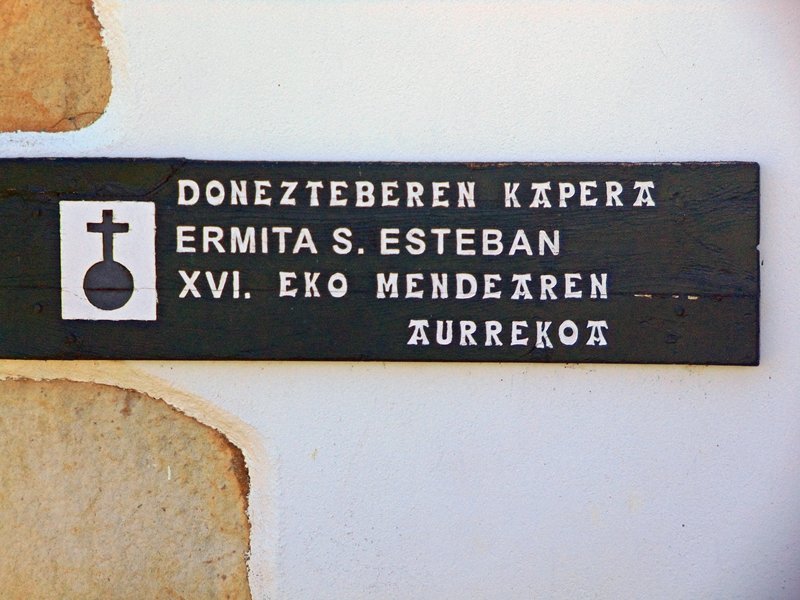 DONEZTEBEREN KAPERA
ERMITA S. ESTEBAN
XVI. EKO MENDEAREN
AURREKOA